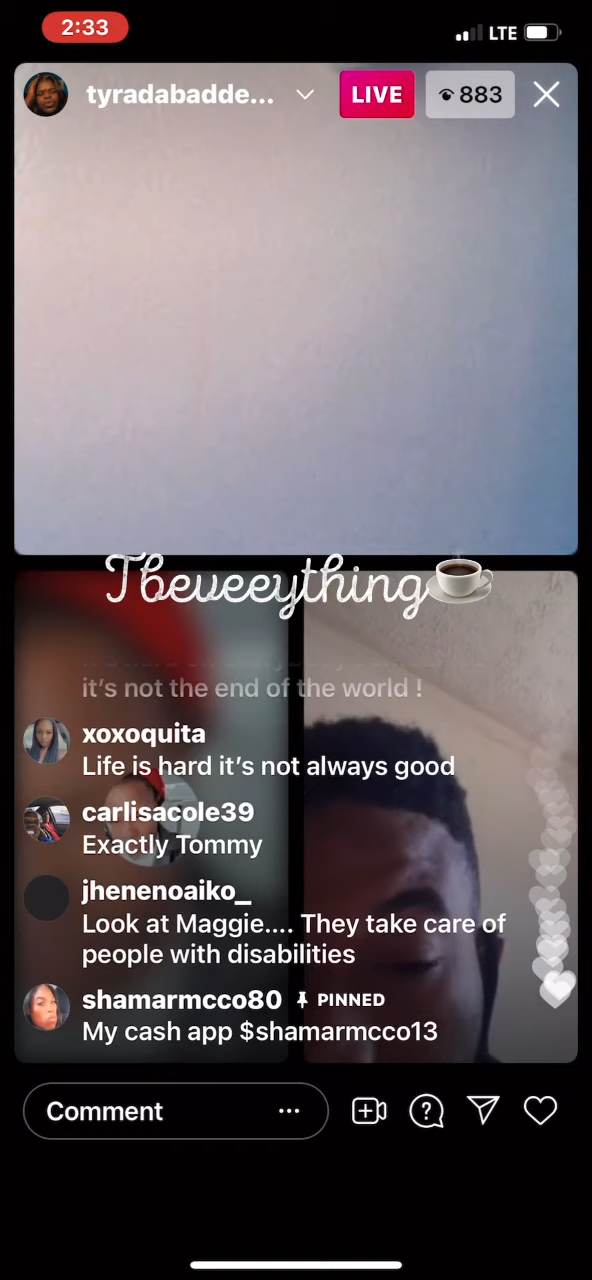 2:33
LTE
tyradabadde...
LIVE
883
Tbeveeything
it's not the end of the world !
xoxoquita
Life is hard it's not always good
carlisacole39
Exactly Tommy
jhenenoaiko_
Look at Maggie.... They take care of
people with disabilities
shamarmcco80 PINNED
My cash app $shamarmcco13
Comment